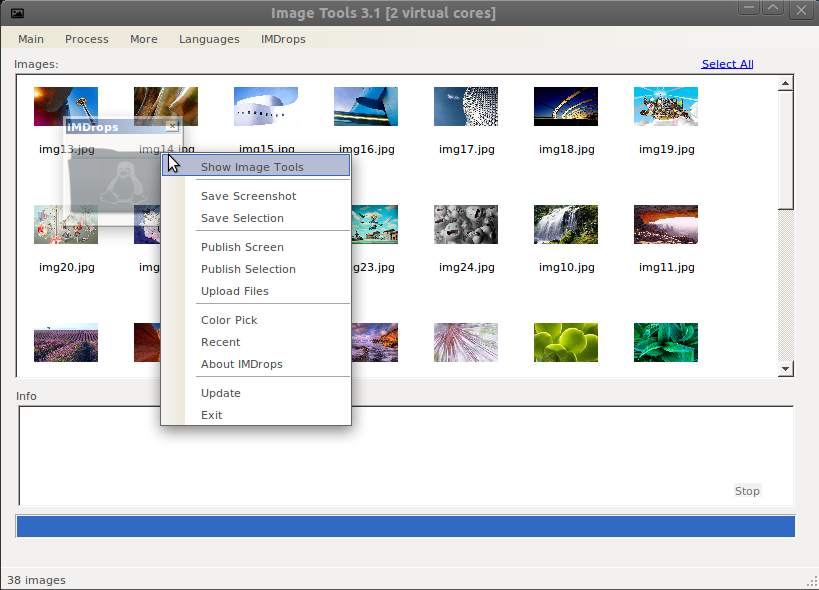 Image Tools 3.1 [2 virtual cores]
Main Process More Languages IMDrops
Images: Select All
IMDrops
img13.jpg img14.jpg img15.jpg img16.jpg img17.jpg img18.jpg img19.jpg
Show Image Tools
Save Screenshot
Save Selection
Publish Screen
Publish Selection
Upload Files
Color Pick
Recent
About IMDrops
Update
Exit
img20.jpg img23.jpg img24.jpg img10.jpg img11.jpg
Info
Stop
38 images